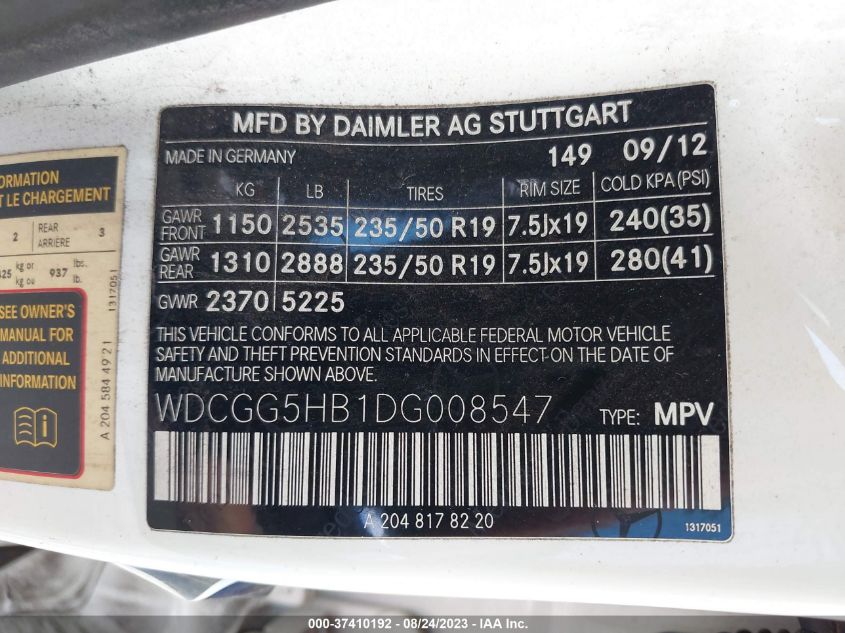 MFD BY DAIMLER AG STUTTGART
MADE IN GERMANY 149 09/12
KG LB TIRES RIM SIZE COLD KPA(PSI)
GAWR FRONT 1150 2535 235/50 R19 7.5Jx19 240(35)
GAWR REAR 1310 2888 235/50 R19 7.5Jx19 280(41)
GVWR 2370 5225
THIS VEHICLE CONFORMS TO ALL APPLICABLE FEDERAL MOTOR VEHICLE
SAFETY AND THEFT PREVENTION STANDARDS IN EFFECT ON THE DATE OF
MANUFACTURE SHOWN ABOVE.
WDCGG5HB1DG008547 TYPE: MPV
A 204 817 82 20
1317051
ORMATION
LE CHARGEMENT
2 REAR ARRIÈRE 3
425 kg or kg ou 937 lbs. lb.
1317051
SEE OWNER'S
MANUAL FOR
ADDITIONAL
INFORMATION
A 204 584 49 21
000-37410192 - 08/24/2023 - IAA Inc.